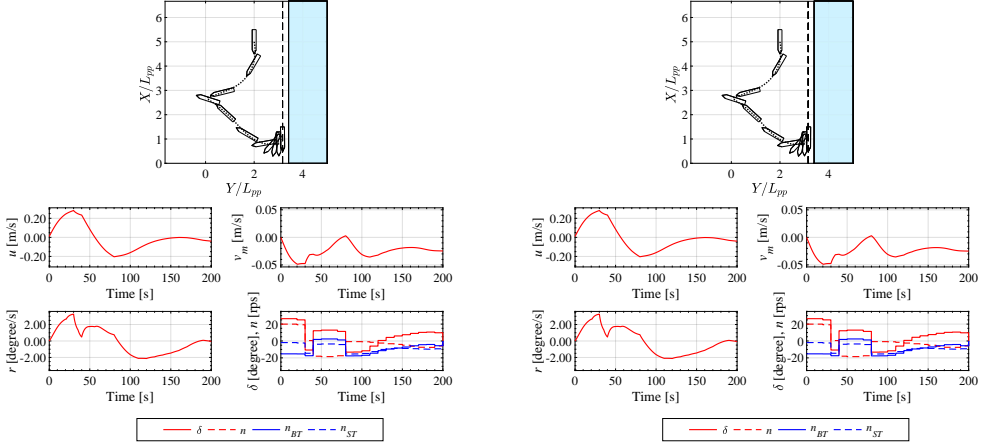 6
5
4
3
2
1
0
X/L_pp
0 2 4
Y/L_pp
0.20
0.00
-0.20
u [m/s]
0 50 100 150 200
Time [s]
0.05
0.00
-0.05
v_m [m/s]
0 50 100 150 200
Time [s]
2.00
0.00
-2.00
r [degree/s]
0 50 100 150 200
Time [s]
20
0
-20
δ [degree], n [rps]
0 50 100 150 200
Time [s]
δ n n_BT n_ST
6
5
4
3
2
1
0
X/L_pp
0 2 4
Y/L_pp
0.20
0.00
-0.20
u [m/s]
0 50 100 150 200
Time [s]
0.05
0.00
-0.05
v_m [m/s]
0 50 100 150 200
Time [s]
2.00
0.00
-2.00
r [degree/s]
0 50 100 150 200
Time [s]
20
0
-20
δ [degree], n [rps]
0 50 100 150 200
Time [s]
δ n n_BT n_ST